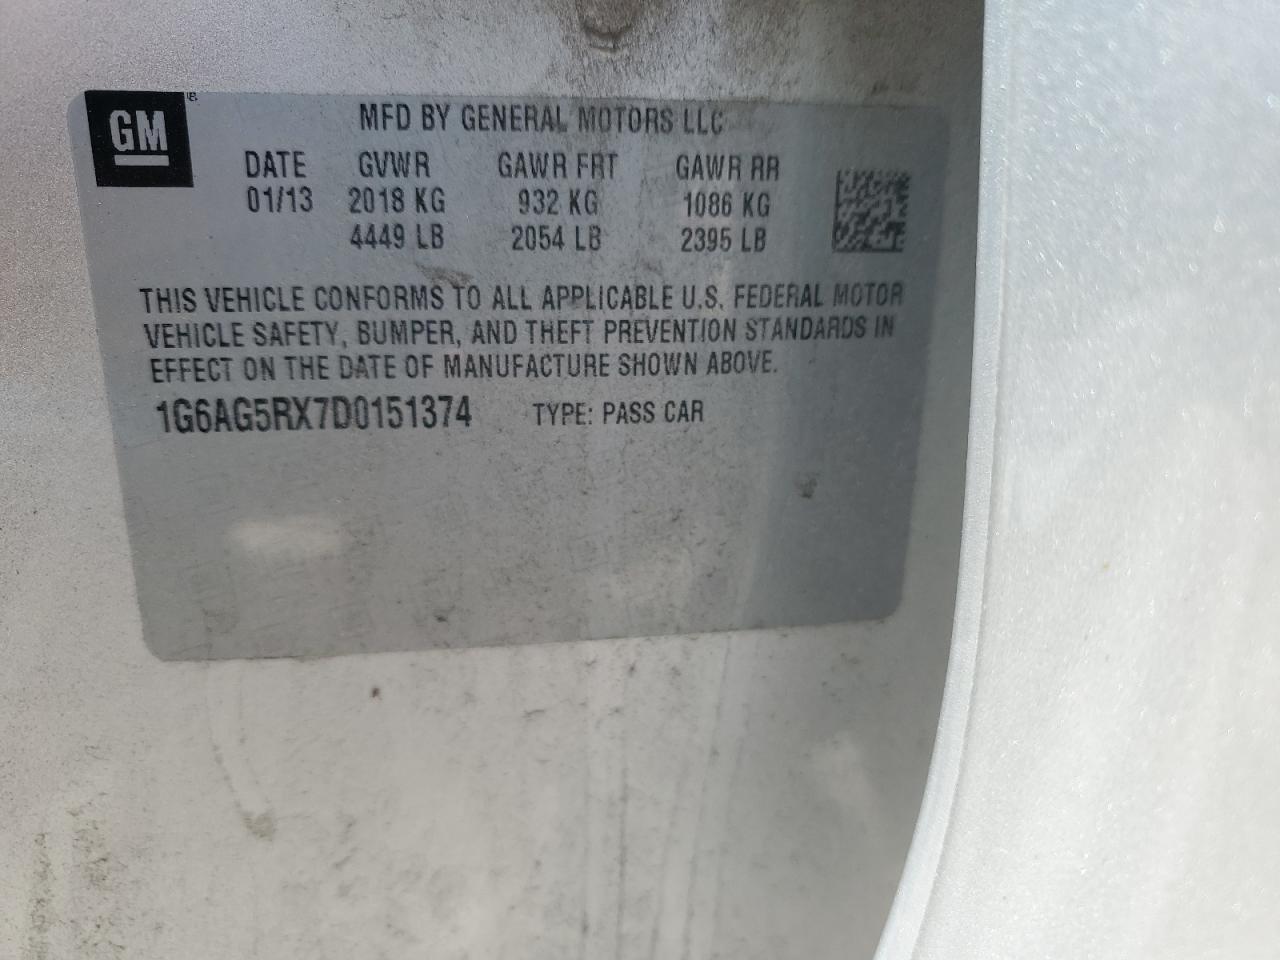 GM
MFD BY GENERAL MOTORS LLC
DATE GVWR GAWR FRT GAWR RR
01/13 2018 KG 932 KG 1086 KG
4449 LB 2054 LB 2395 LB
THIS VEHICLE CONFORMS TO ALL APPLICABLE U.S. FEDERAL MOTOR
VEHICLE SAFETY, BUMPER, AND THEFT PREVENTION STANDARDS IN
EFFECT ON THE DATE OF MANUFACTURE SHOWN ABOVE.
1G6AG5RX7D0151374 TYPE: PASS CAR